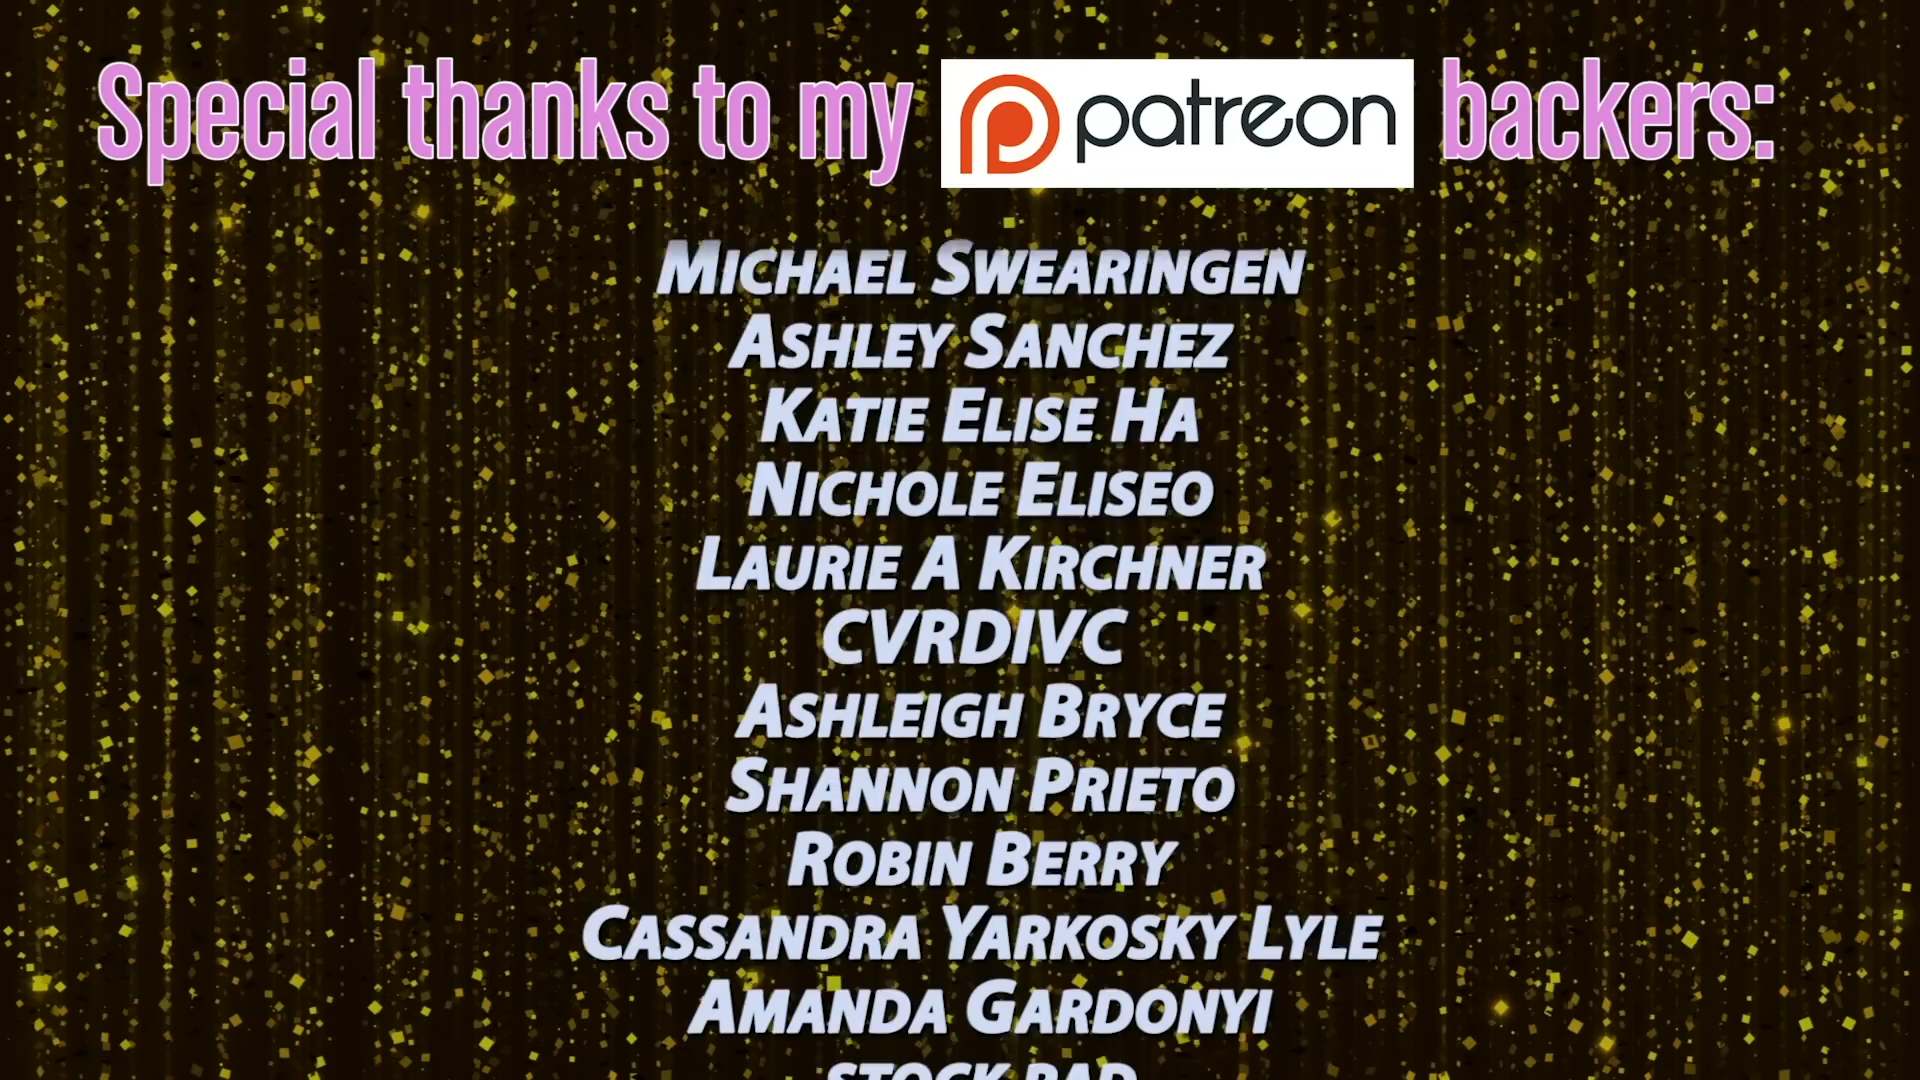 Special thanks to my patreon backers:
Michael Swearingen
Ashley Sanchez
Katie Elise Ha
Nichole Eliseo
Laurie A Kirchner
CVRDIVC
Ashleigh Bryce
Shannon Prieto
Robin Berry
Cassandra Yarkosky Lyle
Amanda Gardonyi